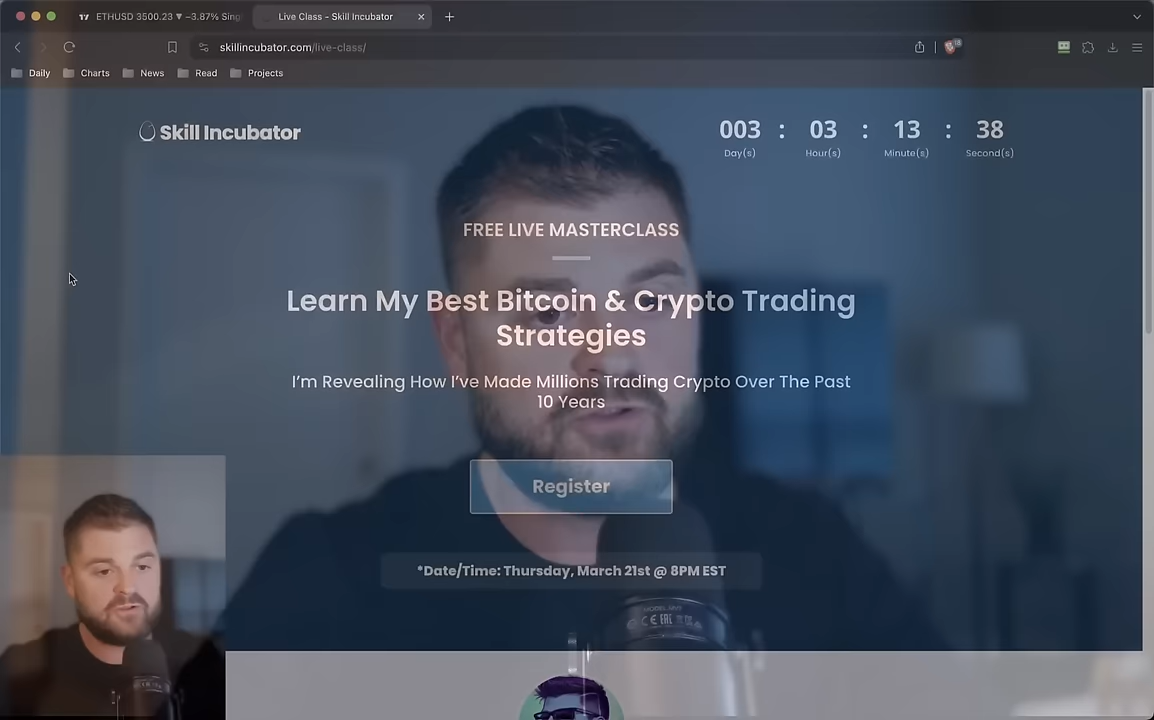 ETHUSD 3500.23 ▼ −3.87% Sing
Live Class - Skill Incubator
skillincubator.com/live-class/
18
Daily
Charts
News
Read
Projects
Skill Incubator
003 : 03 : 13 : 38
Day(s) Hour(s) Minute(s) Second(s)
FREE LIVE MASTERCLASS
Learn My Best Bitcoin & Crypto Trading
Strategies
I'm Revealing How I've Made Millions Trading Crypto Over The Past
10 Years
Register
*Date/Time: Thursday, March 21st @ 8PM EST